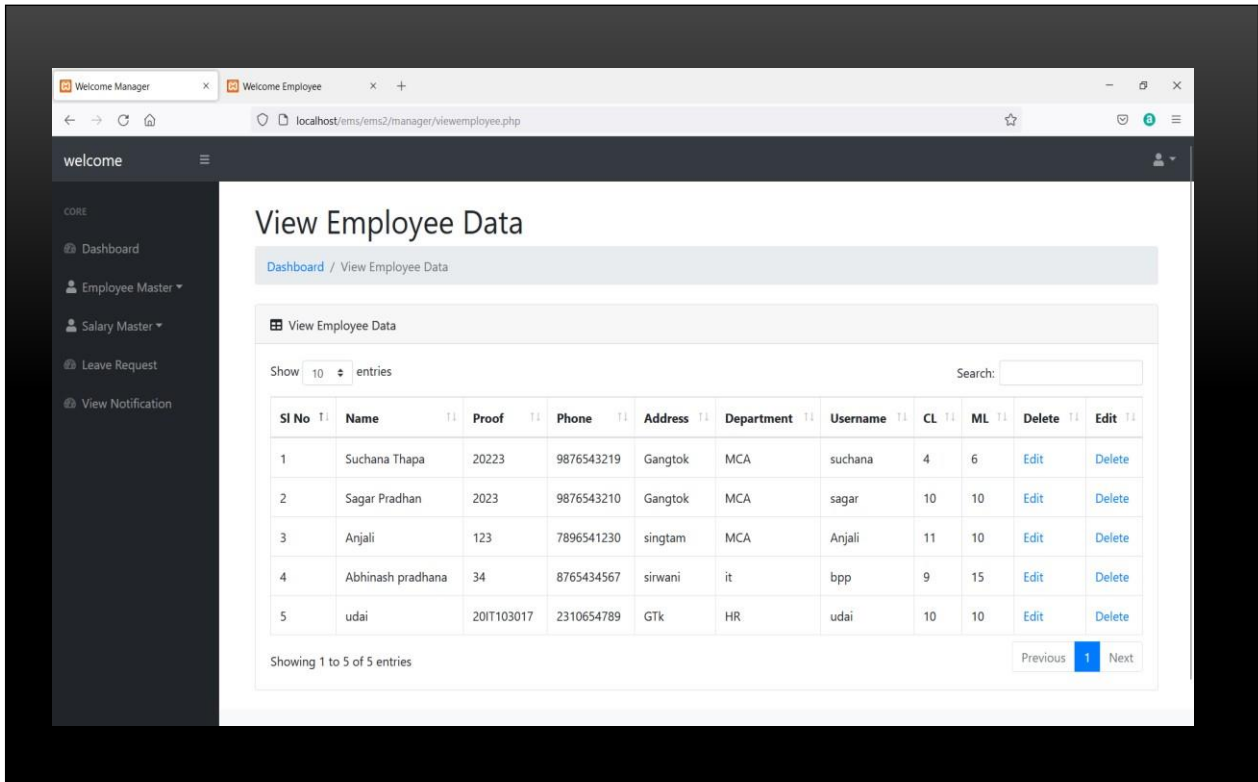 Welcome Manager
Welcome Employee
localhost/ems/ems2/manager/viewemployee.php
a
welcome
CORE
Dashboard
Employee Master
Salary Master
Leave Request
View Notification
View Employee Data
Dashboard / View Employee Data
View Employee Data
Show 10 entries
Search:
Sl No Name Proof Phone Address Department Username CL ML Delete Edit
1 Suchana Thapa 20223 9876543219 Gangtok MCA suchana 4 6 Edit Delete
2 Sagar Pradhan 2023 9876543210 Gangtok MCA sagar 10 10 Edit Delete
3 Anjali 123 7896541230 singtam MCA Anjali 11 10 Edit Delete
4 Abhinash pradhana 34 8765434567 sirwani it bpp 9 15 Edit Delete
5 udai 20IT103017 2310654789 GTk HR udai 10 10 Edit Delete
Showing 1 to 5 of 5 entries
Previous 1 Next